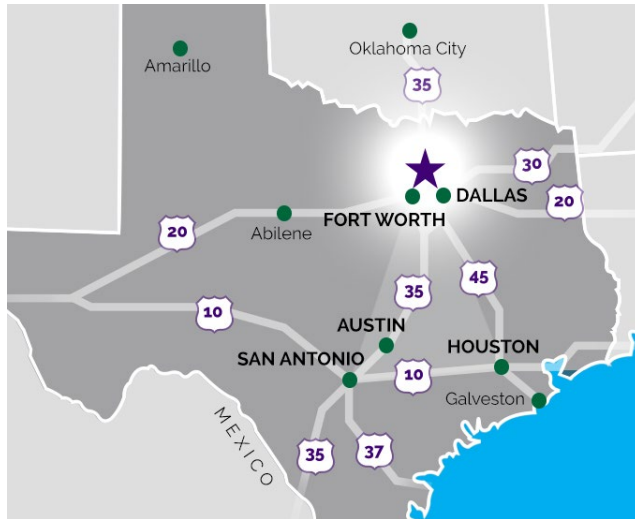 Oklahoma City
Amarillo
35
30
DALLAS
20
FORT WORTH
Abilene
20
45
35
10
AUSTIN
HOUSTON
SAN ANTONIO
10
Galveston
MEXICO
35
37